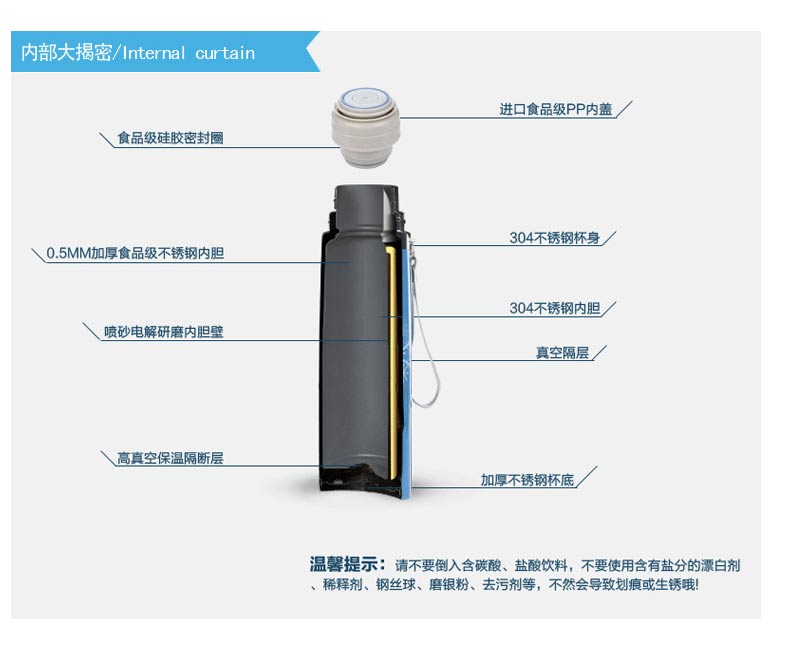 内部大揭密/Internal curtain
进口食品级PP内盖
食品级硅胶密封圈
304不锈钢杯身
0.5MM加厚食品级不锈钢内胆
304不锈钢内胆
喷砂电解研磨内胆壁
真空隔层
高真空保温隔断层
加厚不锈钢杯底
温馨提示：请不要倒入含碳酸、盐酸饮料，不要使用含有盐分的漂白剂
、稀释剂、钢丝球、磨银粉、去污剂等，不然会导致划痕或生锈哦!